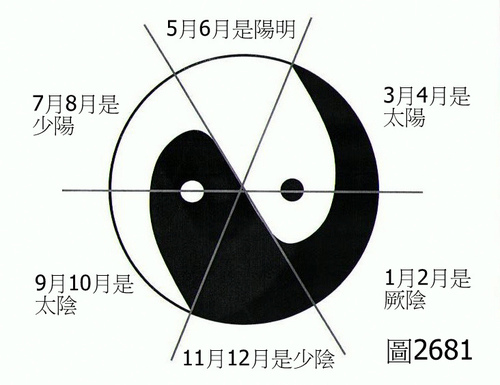 5月6月是陽明
7月8月是
少陽
3月4月是
太陽
9月10月是
太陰
1月2月是
厥陰
11月12月是少陰
圖2681